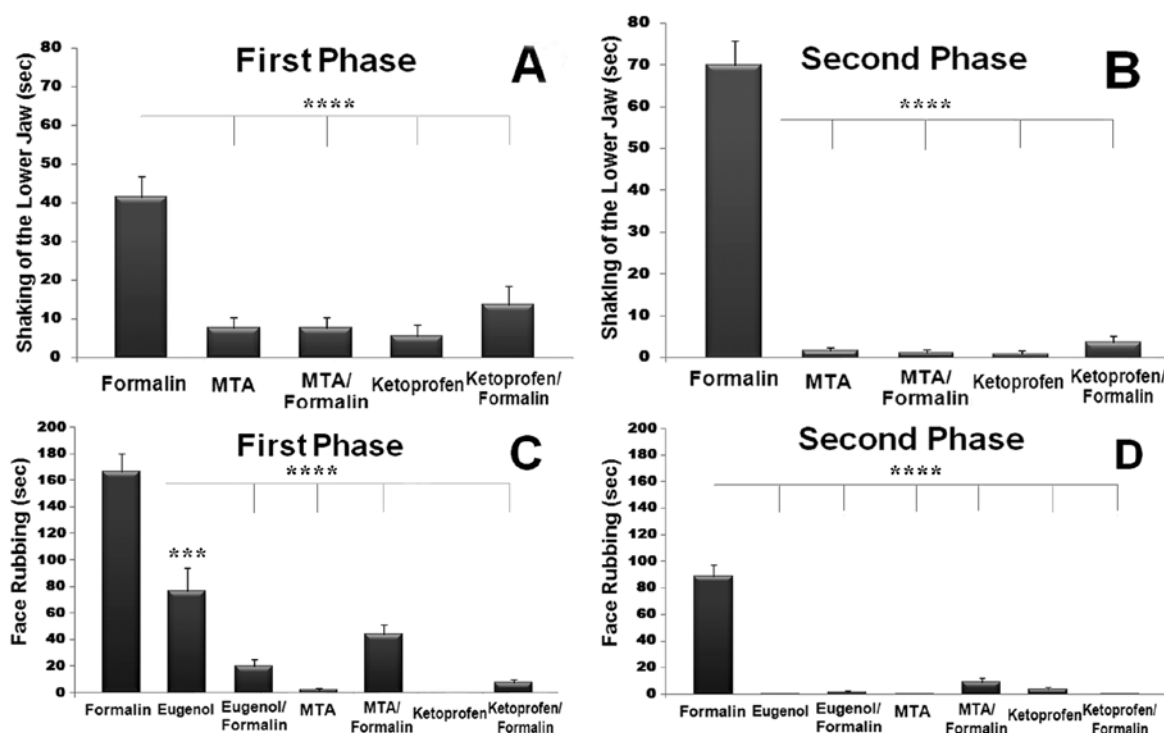 First Phase
A
Shaking of the Lower Jaw (sec)
80
70
60
50
40
30
20
10
0
****
Formalin
MTA
MTA/
Formalin
Ketoprofen
Ketoprofen/
Formalin
Second Phase
B
Shaking of the Lower Jaw (sec)
80
70
60
50
40
30
20
10
0
****
Formalin
MTA
MTA/
Formalin
Ketoprofen
Ketoprofen/
Formalin
First Phase
C
Face Rubbing (sec)
200
180
160
140
120
100
80
60
40
20
0
****
***
Formalin
Eugenol
Eugenol/
Formalin
MTA
MTA/
Formalin
Ketoprofen
Ketoprofen/
Formalin
Second Phase
D
Face Rubbing (sec)
200
180
160
140
120
100
80
60
40
20
0
****
Formalin
Eugenol
Eugenol/
Formalin
MTA
MTA/
Formalin
Ketoprofen
Ketoprofen/
Formalin